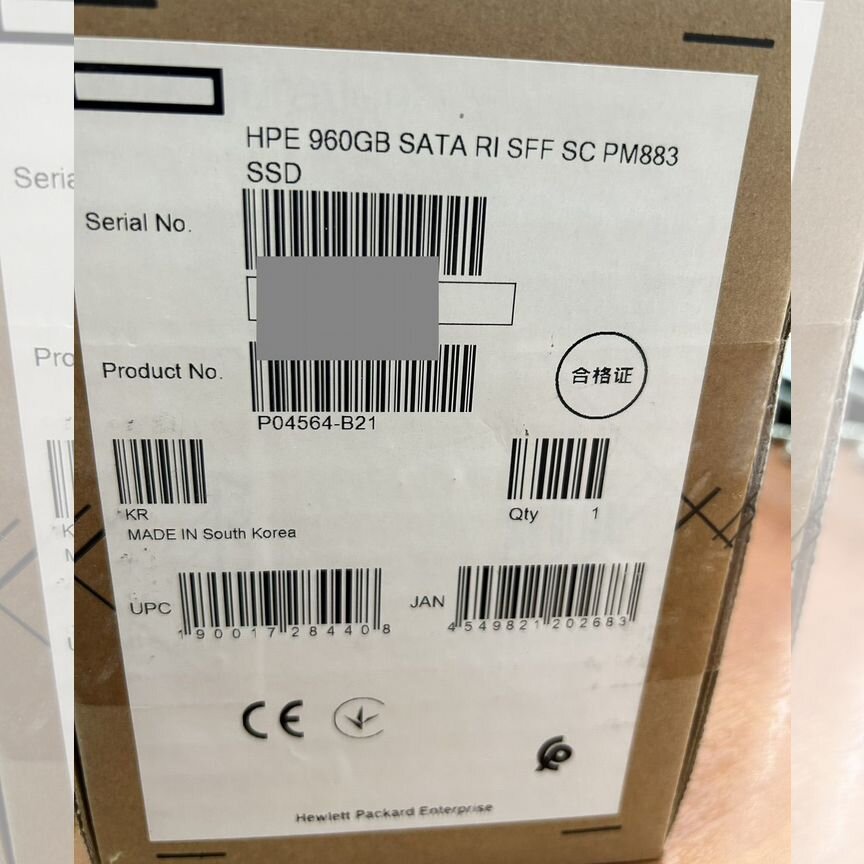 HPE 960GB SATA RI SFF SC PM883
SSD
Serial No.
Product No.
合格证
P04564-B21
KR
Qty 1
MADE IN South Korea
UPC
190017284408
JAN
4549821202683
CE
Hewlett Packard Enterprise